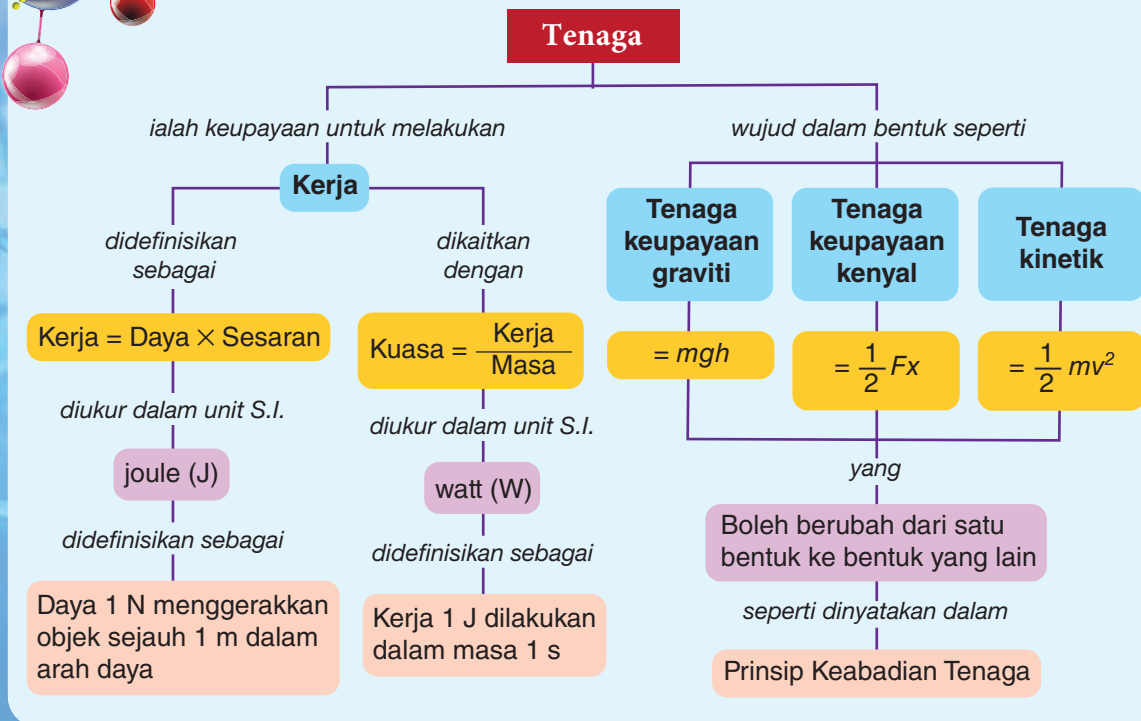 Tenaga
ialah keupayaan untuk melakukan
Kerja
didefinisikan
sebagai
Kerja = Daya × Sesaran
diukur dalam unit S.I.
joule (J)
didefinisikan sebagai
Daya 1 N menggerakkan
objek sejauh 1 m dalam
arah daya
dikaitkan
dengan
Kuasa = Kerja / Masa
diukur dalam unit S.I.
watt (W)
didefinisikan sebagai
Kerja 1 J dilakukan
dalam masa 1 s
wujud dalam bentuk seperti
Tenaga
keupayaan
graviti
= mgh
Tenaga
keupayaan
kenyal
= 1/2 Fx
Tenaga
kinetik
= 1/2 mv²
yang
Boleh berubah dari satu
bentuk ke bentuk yang lain
seperti dinyatakan dalam
Prinsip Keabadian Tenaga